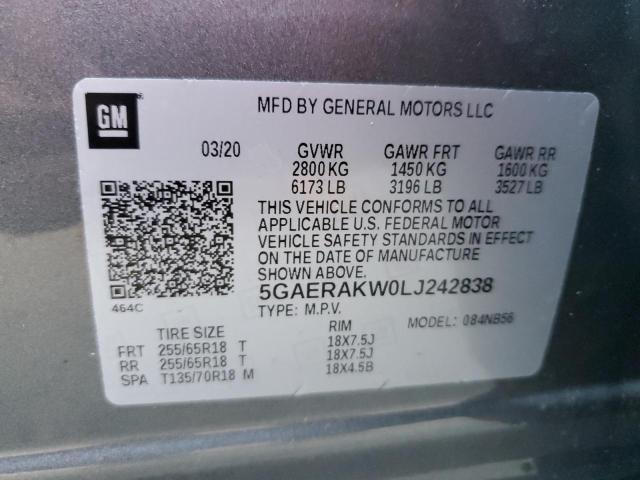 GM
MFD BY GENERAL MOTORS LLC
03/20 GVWR GAWR FRT GAWR RR
2800 KG 1450 KG 1600 KG
6173 LB 3196 LB 3527 LB
THIS VEHICLE CONFORMS TO ALL
APPLICABLE U.S. FEDERAL MOTOR
VEHICLE SAFETY STANDARDS IN EFFECT
ON THE DATE OF MANUFACTURE
SHOWN ABOVE.
464C
5GAERAKW0LJ242838
TYPE: M.P.V. MODEL: 084NB56
TIRE SIZE RIM
FRT 255/65R18 T 18X7.5J
RR 255/65R18 T 18X7.5J
SPA T135/70R18 M 18X4.5B